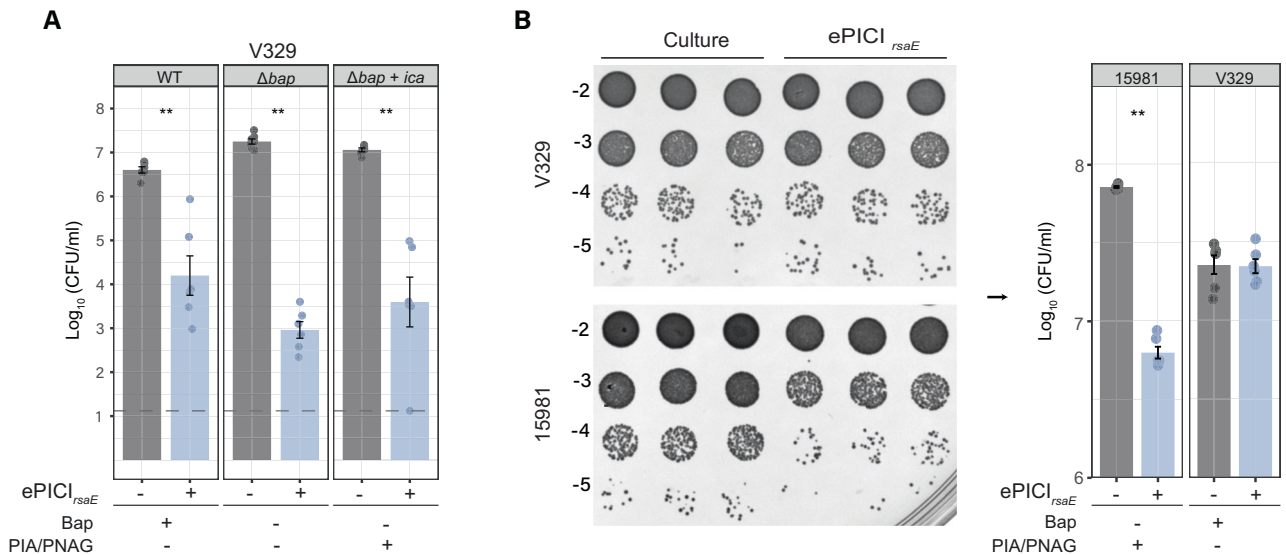 A
V329
WT
Δbap
Δbap + ica
**
**
**
8
7
6
5
4
3
2
1
Log10 (CFU/ml)
ePICIrsaE
- + - + - +
Bap
+ - -
PIA/PNAG
- - +
B
Culture
ePICI rsaE
V329
-2
-3
-4
-5
15981
-2
-3
-4
-5
15981
V329
**
8
7
6
Log10 (CFU/ml)
ePICIrsaE
- + - +
Bap
- +
PIA/PNAG
+ -